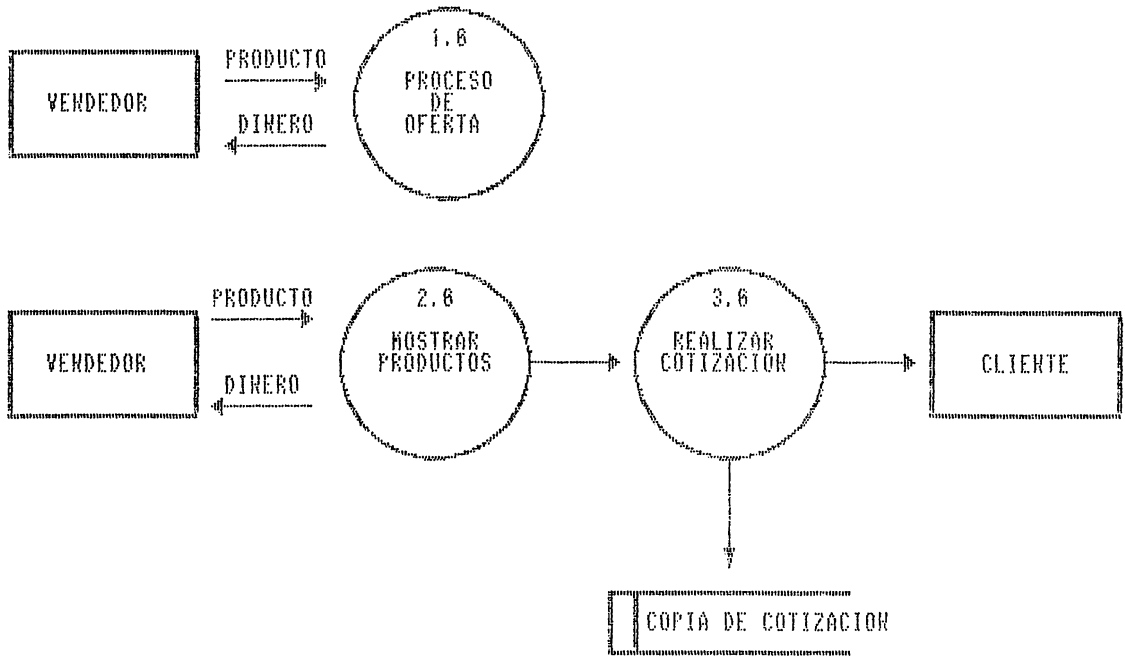 1.0
PRODUCTO
PROCESO
DE
OFERTA
VENDEDOR
DINERO
PRODUCTO
2.0
3.0
MOSTRAR
PRODUCTOS
REALIZAR
COTIZACION
VENDEDOR
CLIENTE
DINERO
COPIA DE COTIZACION